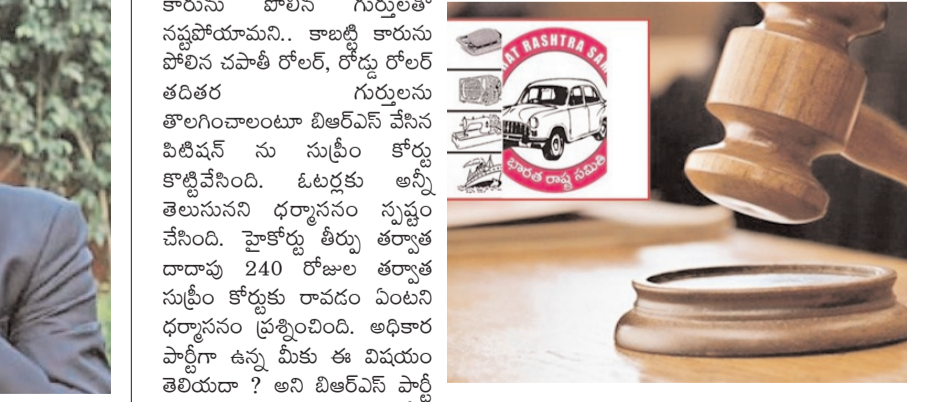 కారును పోలిన గుర్తులతో
నష్టపోయామని.. కాబట్టి కారును
పోలిన చపాతీ రోలర్, రోడ్డు రోలర్
తదితర గుర్తులను
తొలగించాలంటూ బిఆర్ఎస్ వేసిన
పిటిషన్ ను సుప్రీం కోర్టు
కొట్టివేసింది. ఓటర్లకు అన్నీ
తెలుసునని ధర్మాసనం స్పష్టం
చేసింది. హైకోర్టు తీర్పు తర్వాత
దాదాపు 240 రోజుల తర్వాత
సుప్రీం కోర్టుకు రావడం ఏంటని
ధర్మాసనం ప్రశ్నించింది. అధికార
పార్టీగా ఉన్న మీకు ఈ విషయం
తెలియదా ? అని బిఆర్ఎస్ పార్టీ
RASHTRA
భారత రాష్ట్ర సమితి